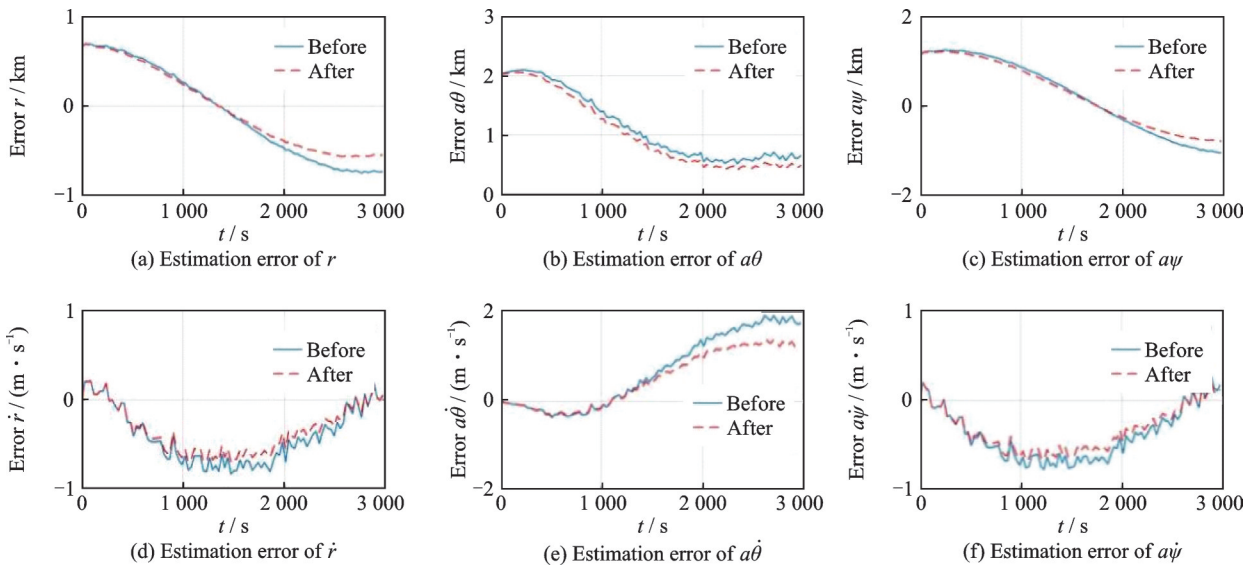 1
0
−1
Error r / km
Before
After
0
1 000
2 000
3 000
t / s
(a) Estimation error of r
3
2
1
0
Error aθ / km
Before
After
0
1 000
2 000
3 000
t / s
(b) Estimation error of aθ
2
0
−2
Error aψ / km
Before
After
0
1 000
2 000
3 000
t / s
(c) Estimation error of aψ
1
0
−1
Error ṙ / (m · s⁻¹)
Before
After
0
1 000
2 000
3 000
t / s
(d) Estimation error of ṙ
2
0
−2
Error aθ̇ / (m · s⁻¹)
Before
After
0
1 000
2 000
3 000
t / s
(e) Estimation error of aθ̇
1
0
−1
Error aψ̇ / (m · s⁻¹)
Before
After
0
1 000
2 000
3 000
t / s
(f) Estimation error of aψ̇